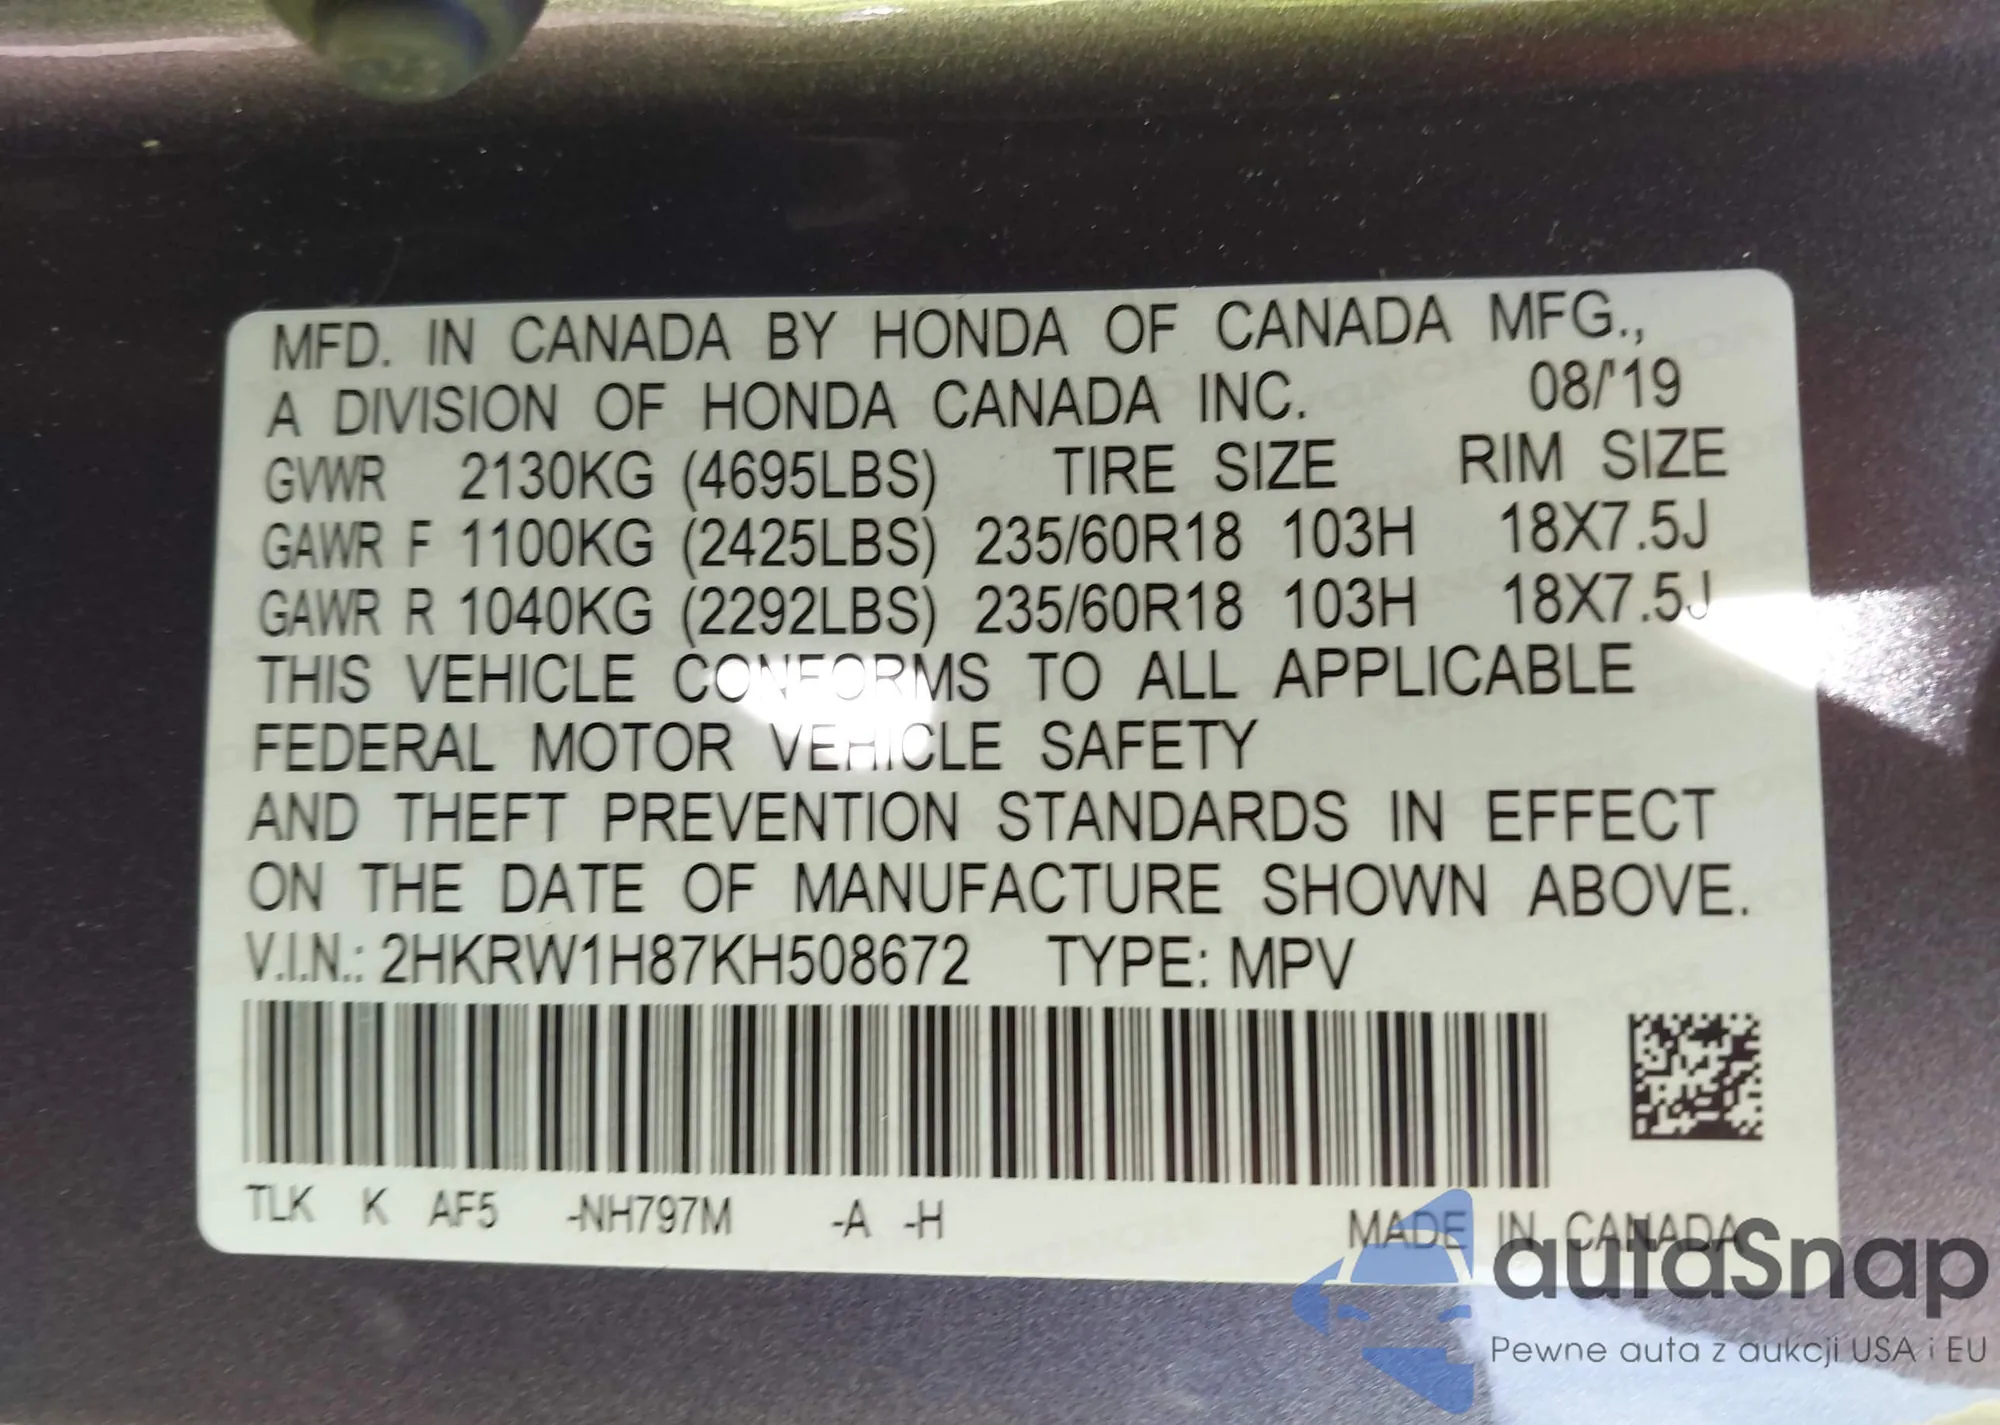 MFD. IN CANADA BY HONDA OF CANADA MFG.,
A DIVISION OF HONDA CANADA INC. 08/'19
GVWR 2130KG (4695LBS) TIRE SIZE RIM SIZE
GAWR F 1100KG (2425LBS) 235/60R18 103H 18X7.5J
GAWR R 1040KG (2292LBS) 235/60R18 103H 18X7.5J
THIS VEHICLE CONFORMS TO ALL APPLICABLE
FEDERAL MOTOR VEHICLE SAFETY
AND THEFT PREVENTION STANDARDS IN EFFECT
ON THE DATE OF MANUFACTURE SHOWN ABOVE.
V.I.N.: 2HKRW1H87KH508672 TYPE: MPV
TLK K AF5 -NH797M -A -H MADE IN CANADA
autaSnap
Pewne auta z aukcji USA i EU